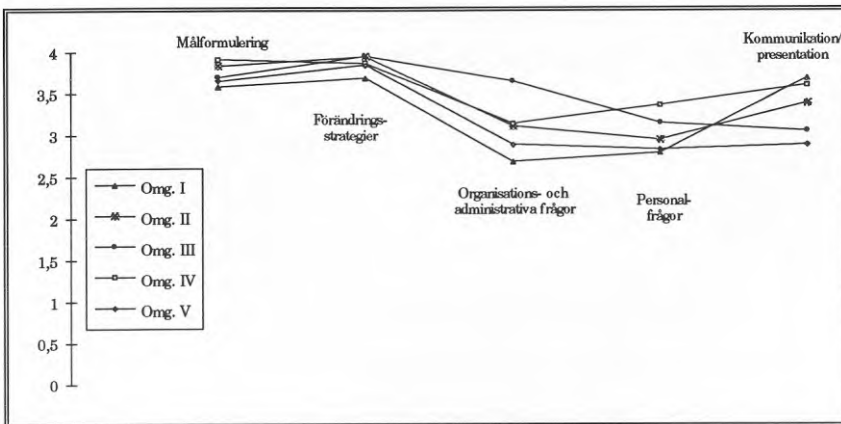 Målformulering
Kommunikation/
presentation
4
3,5
Förändrings-
strategier
3
2,5
Organisations- och
administrativa frågor
Personal-
frågor
2
1,5
1
0,5
0
Omg. I
Omg. II
Omg. III
Omg. IV
Omg. V